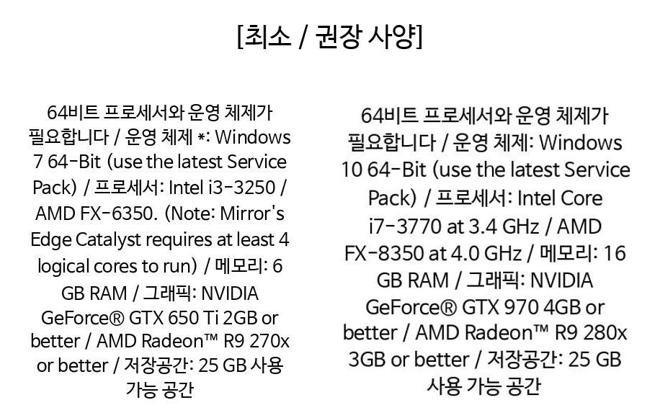 [최소 / 권장 사양]
64비트 프로세서와 운영 체제가
필요합니다 / 운영 체제 *: Windows
7 64-Bit (use the latest Service
Pack) / 프로세서: Intel i3-3250 /
AMD FX-6350. (Note: Mirror's
Edge Catalyst requires at least 4
logical cores to run) / 메모리: 6
GB RAM / 그래픽: NVIDIA
GeForce® GTX 650 Ti 2GB or
better / AMD Radeon™ R9 270x
or better / 저장공간: 25 GB 사용
가능 공간
64비트 프로세서와 운영 체제가
필요합니다 / 운영 체제: Windows
10 64-Bit (use the latest Service
Pack) / 프로세서: Intel Core
i7-3770 at 3.4 GHz / AMD
FX-8350 at 4.0 GHz / 메모리: 16
GB RAM / 그래픽: NVIDIA
GeForce® GTX 970 4GB or
better / AMD Radeon™ R9 280x
3GB or better / 저장공간: 25 GB
사용 가능 공간